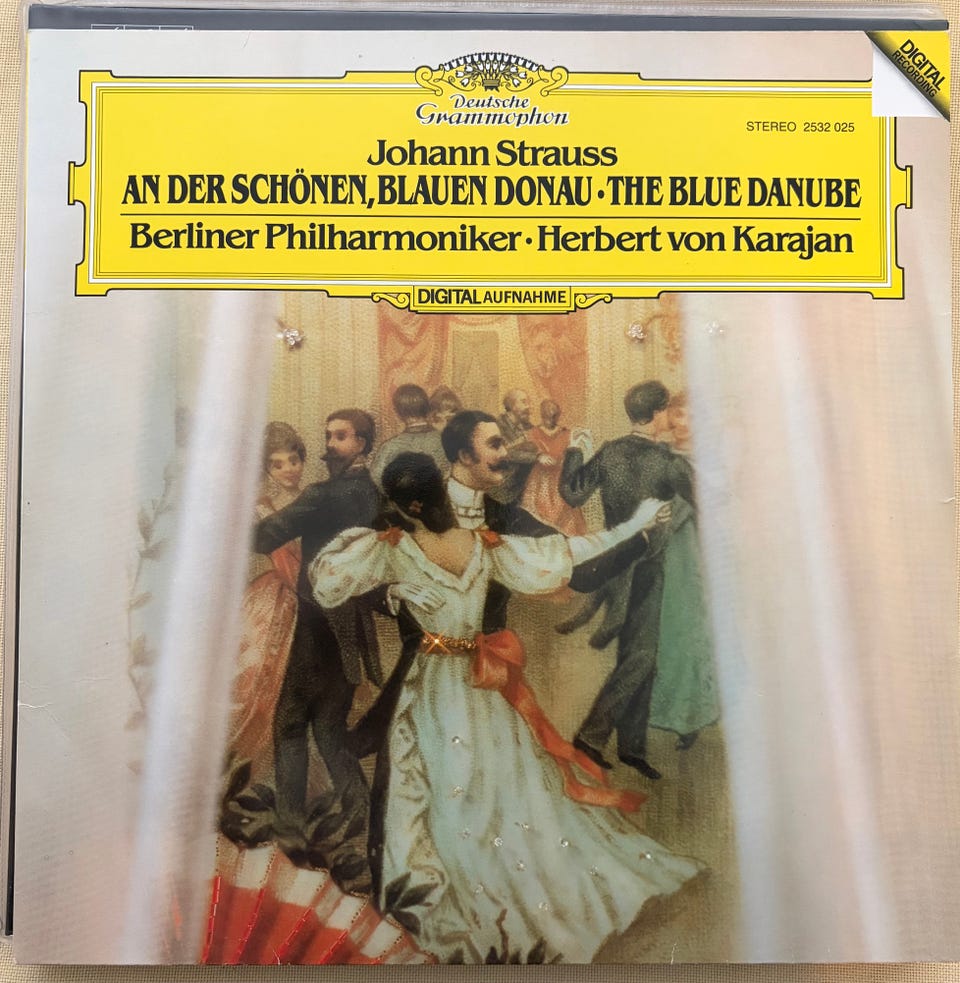 DIGITAL
RECORDING
Deutsche
Grammophon
STEREO 2532 025
Johann Strauss
AN DER SCHÖNEN, BLAUEN DONAU · THE BLUE DANUBE
Berliner Philharmoniker · Herbert von Karajan
DIGITAL AUFNAHME